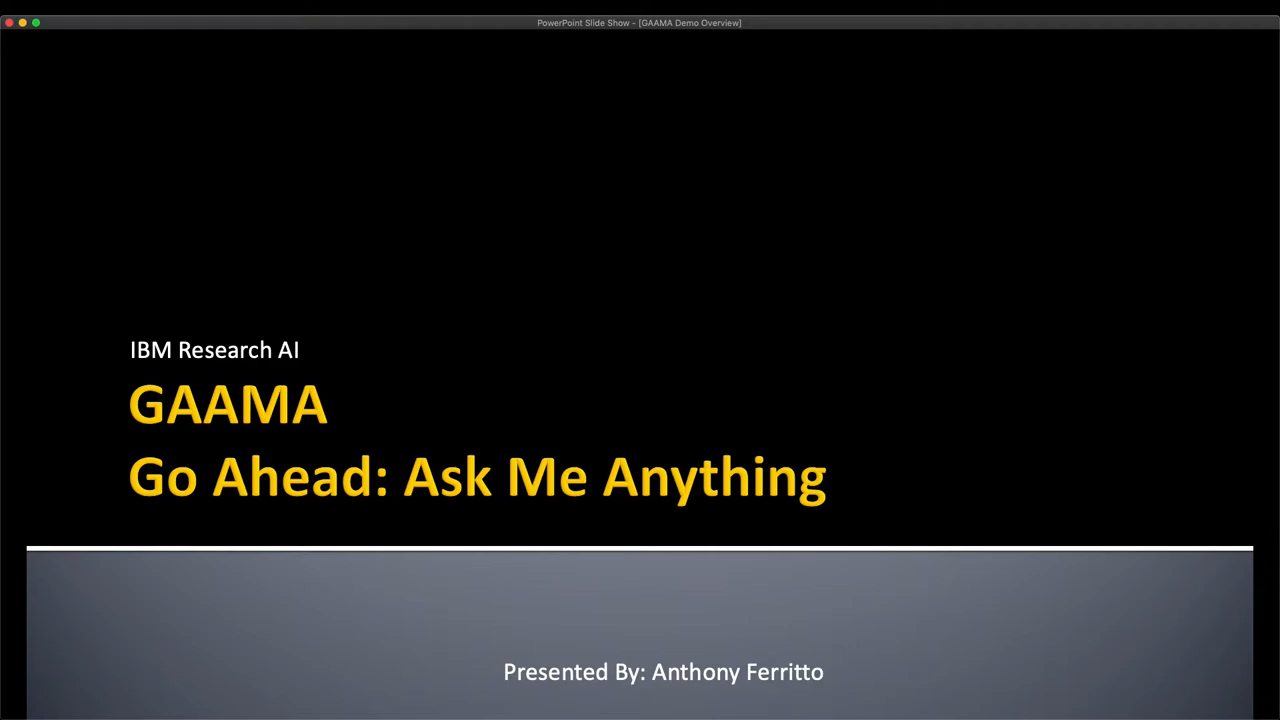 PowerPoint Slide Show - [GAAMA Demo Overview]
IBM Research AI
GAAMA
Go Ahead: Ask Me Anything
Presented By: Anthony Ferritto